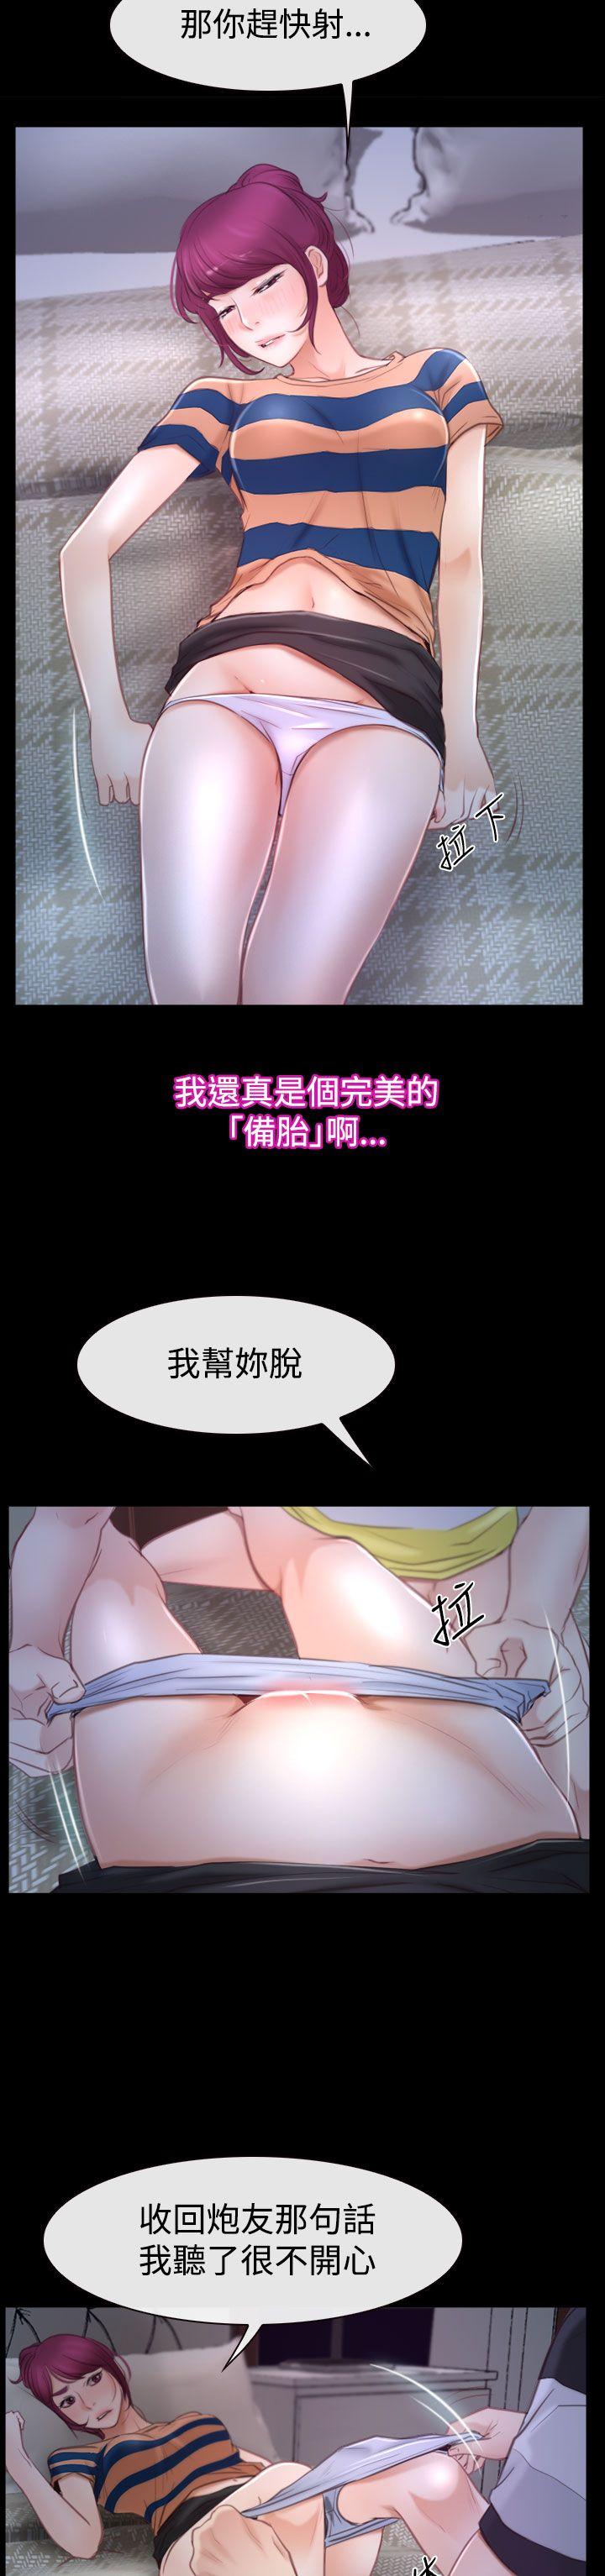 那你趕快射...
拉下
我還真是個完美的
「備胎」啊...
我幫妳脫
拉
收回炮友那句話
我聽了很不開心